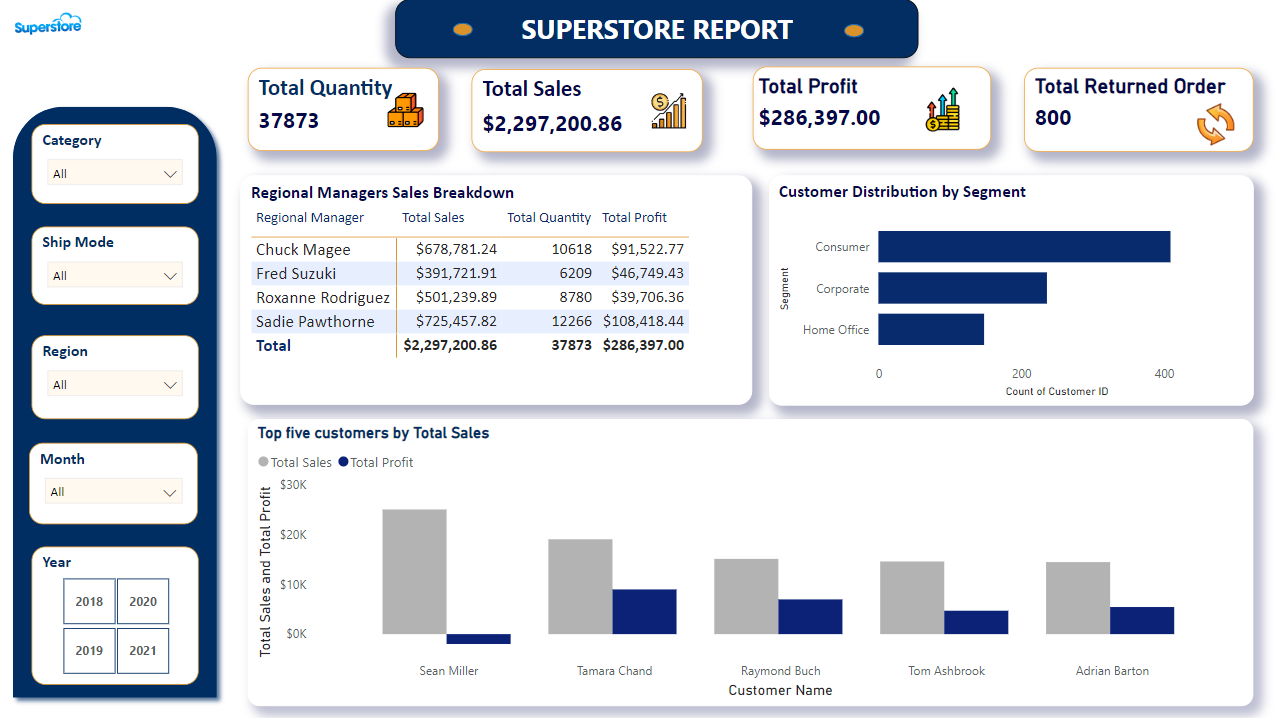 Superstore
SUPERSTORE REPORT
Total Quantity
37873
Total Sales
$2,297,200.86
Total Profit
$286,397.00
Total Returned Order
800
Category
All
Ship Mode
All
Region
All
Month
All
Year
2018 2020
2019 2021
Regional Managers Sales Breakdown
Regional Manager Total Sales Total Quantity Total Profit
Chuck Magee $678,781.24 10618 $91,522.77
Fred Suzuki $391,721.91 6209 $46,749.43
Roxanne Rodriguez $501,239.89 8780 $39,706.36
Sadie Pawthorne $725,457.82 12266 $108,418.44
Total $2,297,200.86 37873 $286,397.00
Customer Distribution by Segment
Segment
Consumer
Corporate
Home Office
0 200 400
Count of Customer ID
Top five customers by Total Sales
Total Sales Total Profit
Total Sales and Total Profit
$30K
$20K
$10K
$0K
Sean Miller Tamara Chand Raymond Buch Tom Ashbrook Adrian Barton
Customer Name